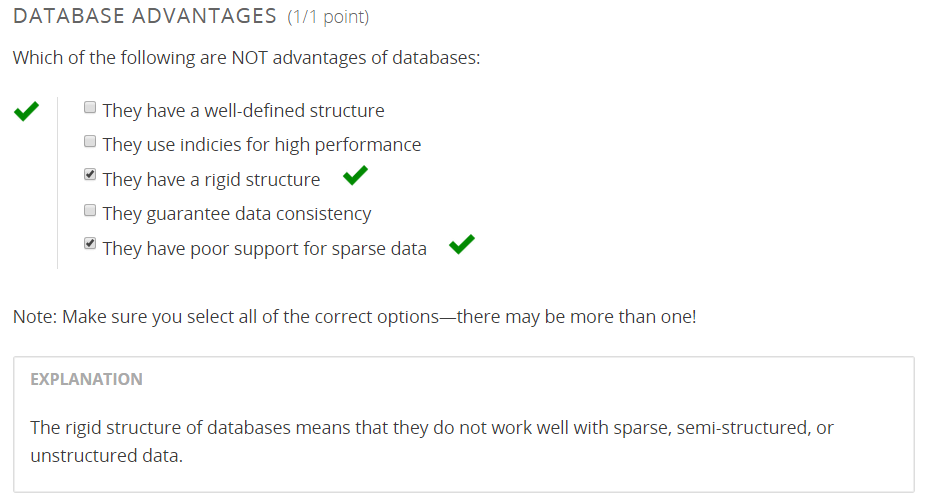 DATABASE ADVANTAGES (1/1 point)
Which of the following are NOT advantages of databases:
They have a well-defined structure
They use indicies for high performance
They have a rigid structure
They guarantee data consistency
They have poor support for sparse data
Note: Make sure you select all of the correct options—there may be more than one!
EXPLANATION
The rigid structure of databases means that they do not work well with sparse, semi-structured, or
unstructured data.